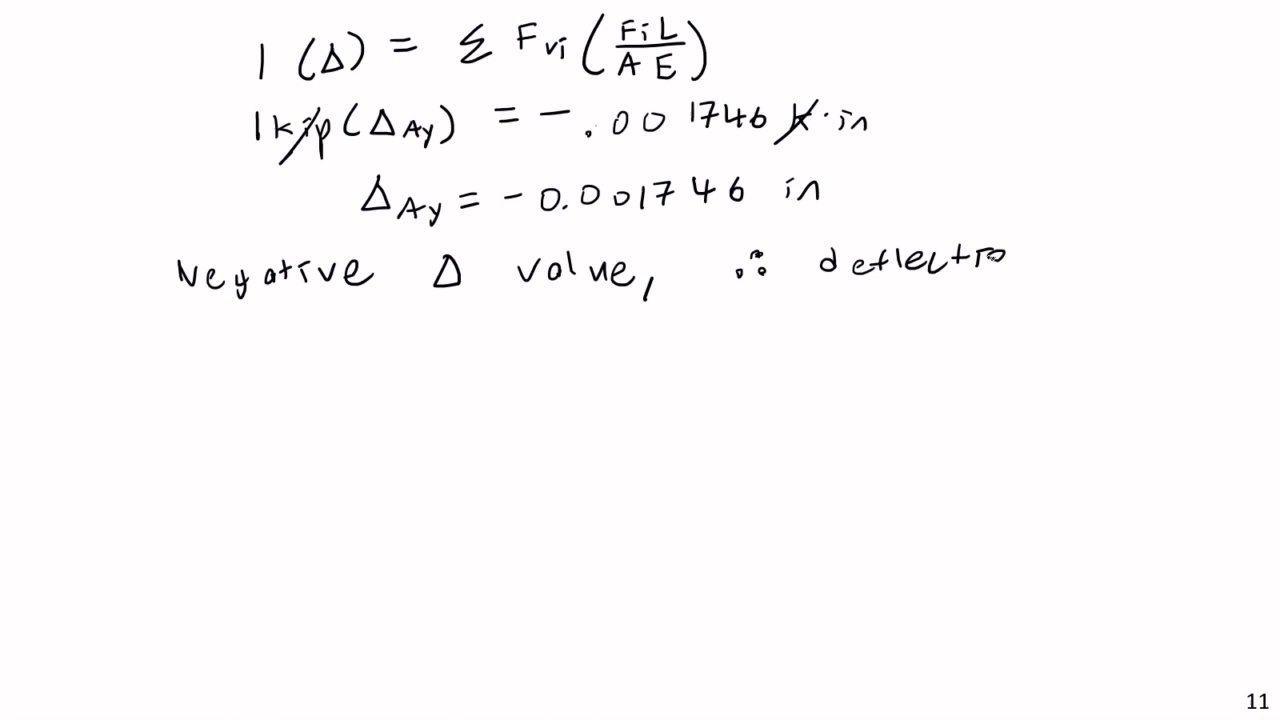 1 (Δ) = Σ Fvi (FiL / AE)
1 kip (ΔAy) = - .001746 k·in
ΔAy = -0.001746 in
Negative Δ value, ∴ deflectio
11